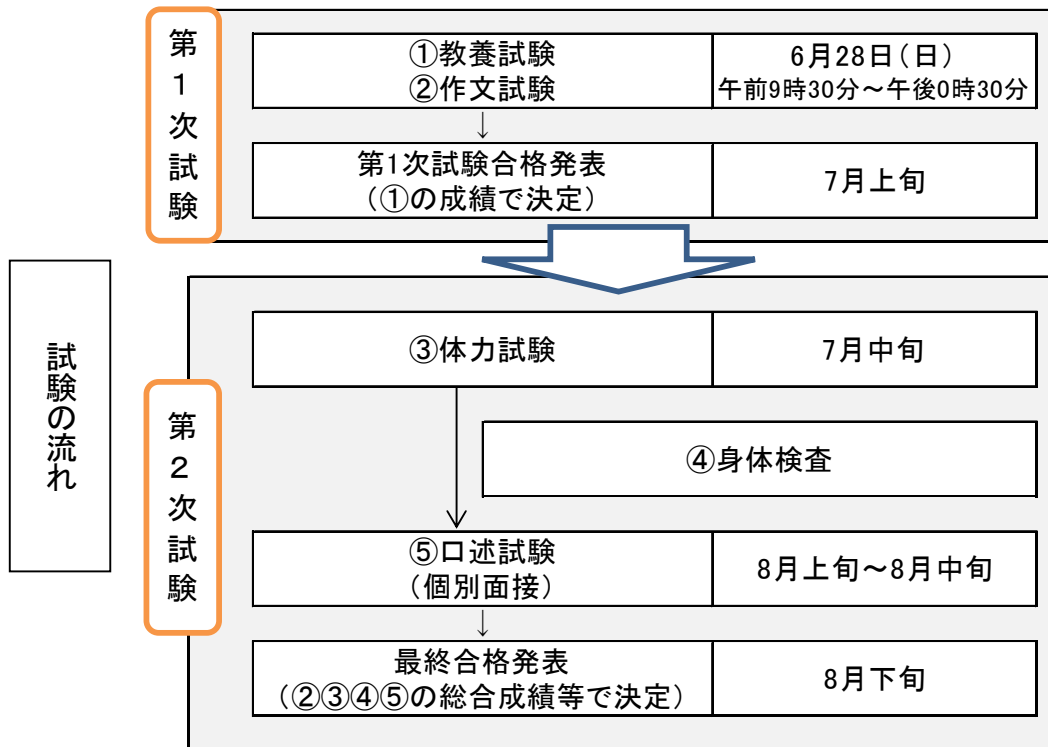 試験の流れ
第1次試験
①教養試験
②作文試験
6月28日(日)
午前9時30分～午後0時30分
↓
第1次試験合格発表
(①の成績で決定)
7月上旬
第2次試験
③体力試験
7月中旬
④身体検査
⑤口述試験
(個別面接)
8月上旬～8月中旬
↓
最終合格発表
(②③④⑤の総合成績等で決定)
8月下旬